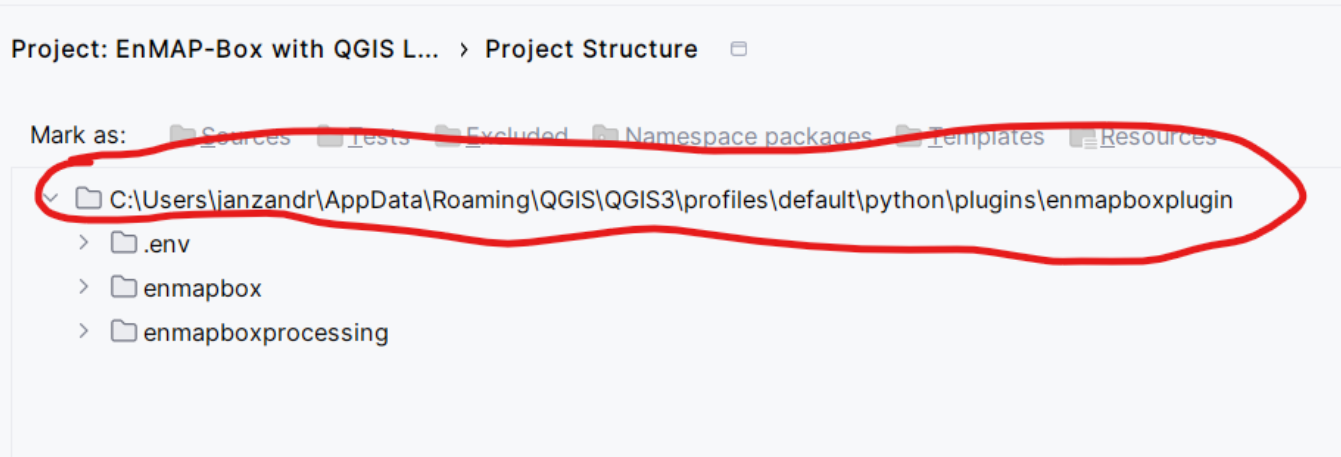 Project: EnMAP-Box with QGIS L... › Project Structure
Mark as: Sources Tests Excluded Namespace packages Templates Resources
C:\Users\janzandr\AppData\Roaming\QGIS\QGIS3\profiles\default\python\plugins\enmapboxplugin
.env
enmapbox
enmapboxprocessing